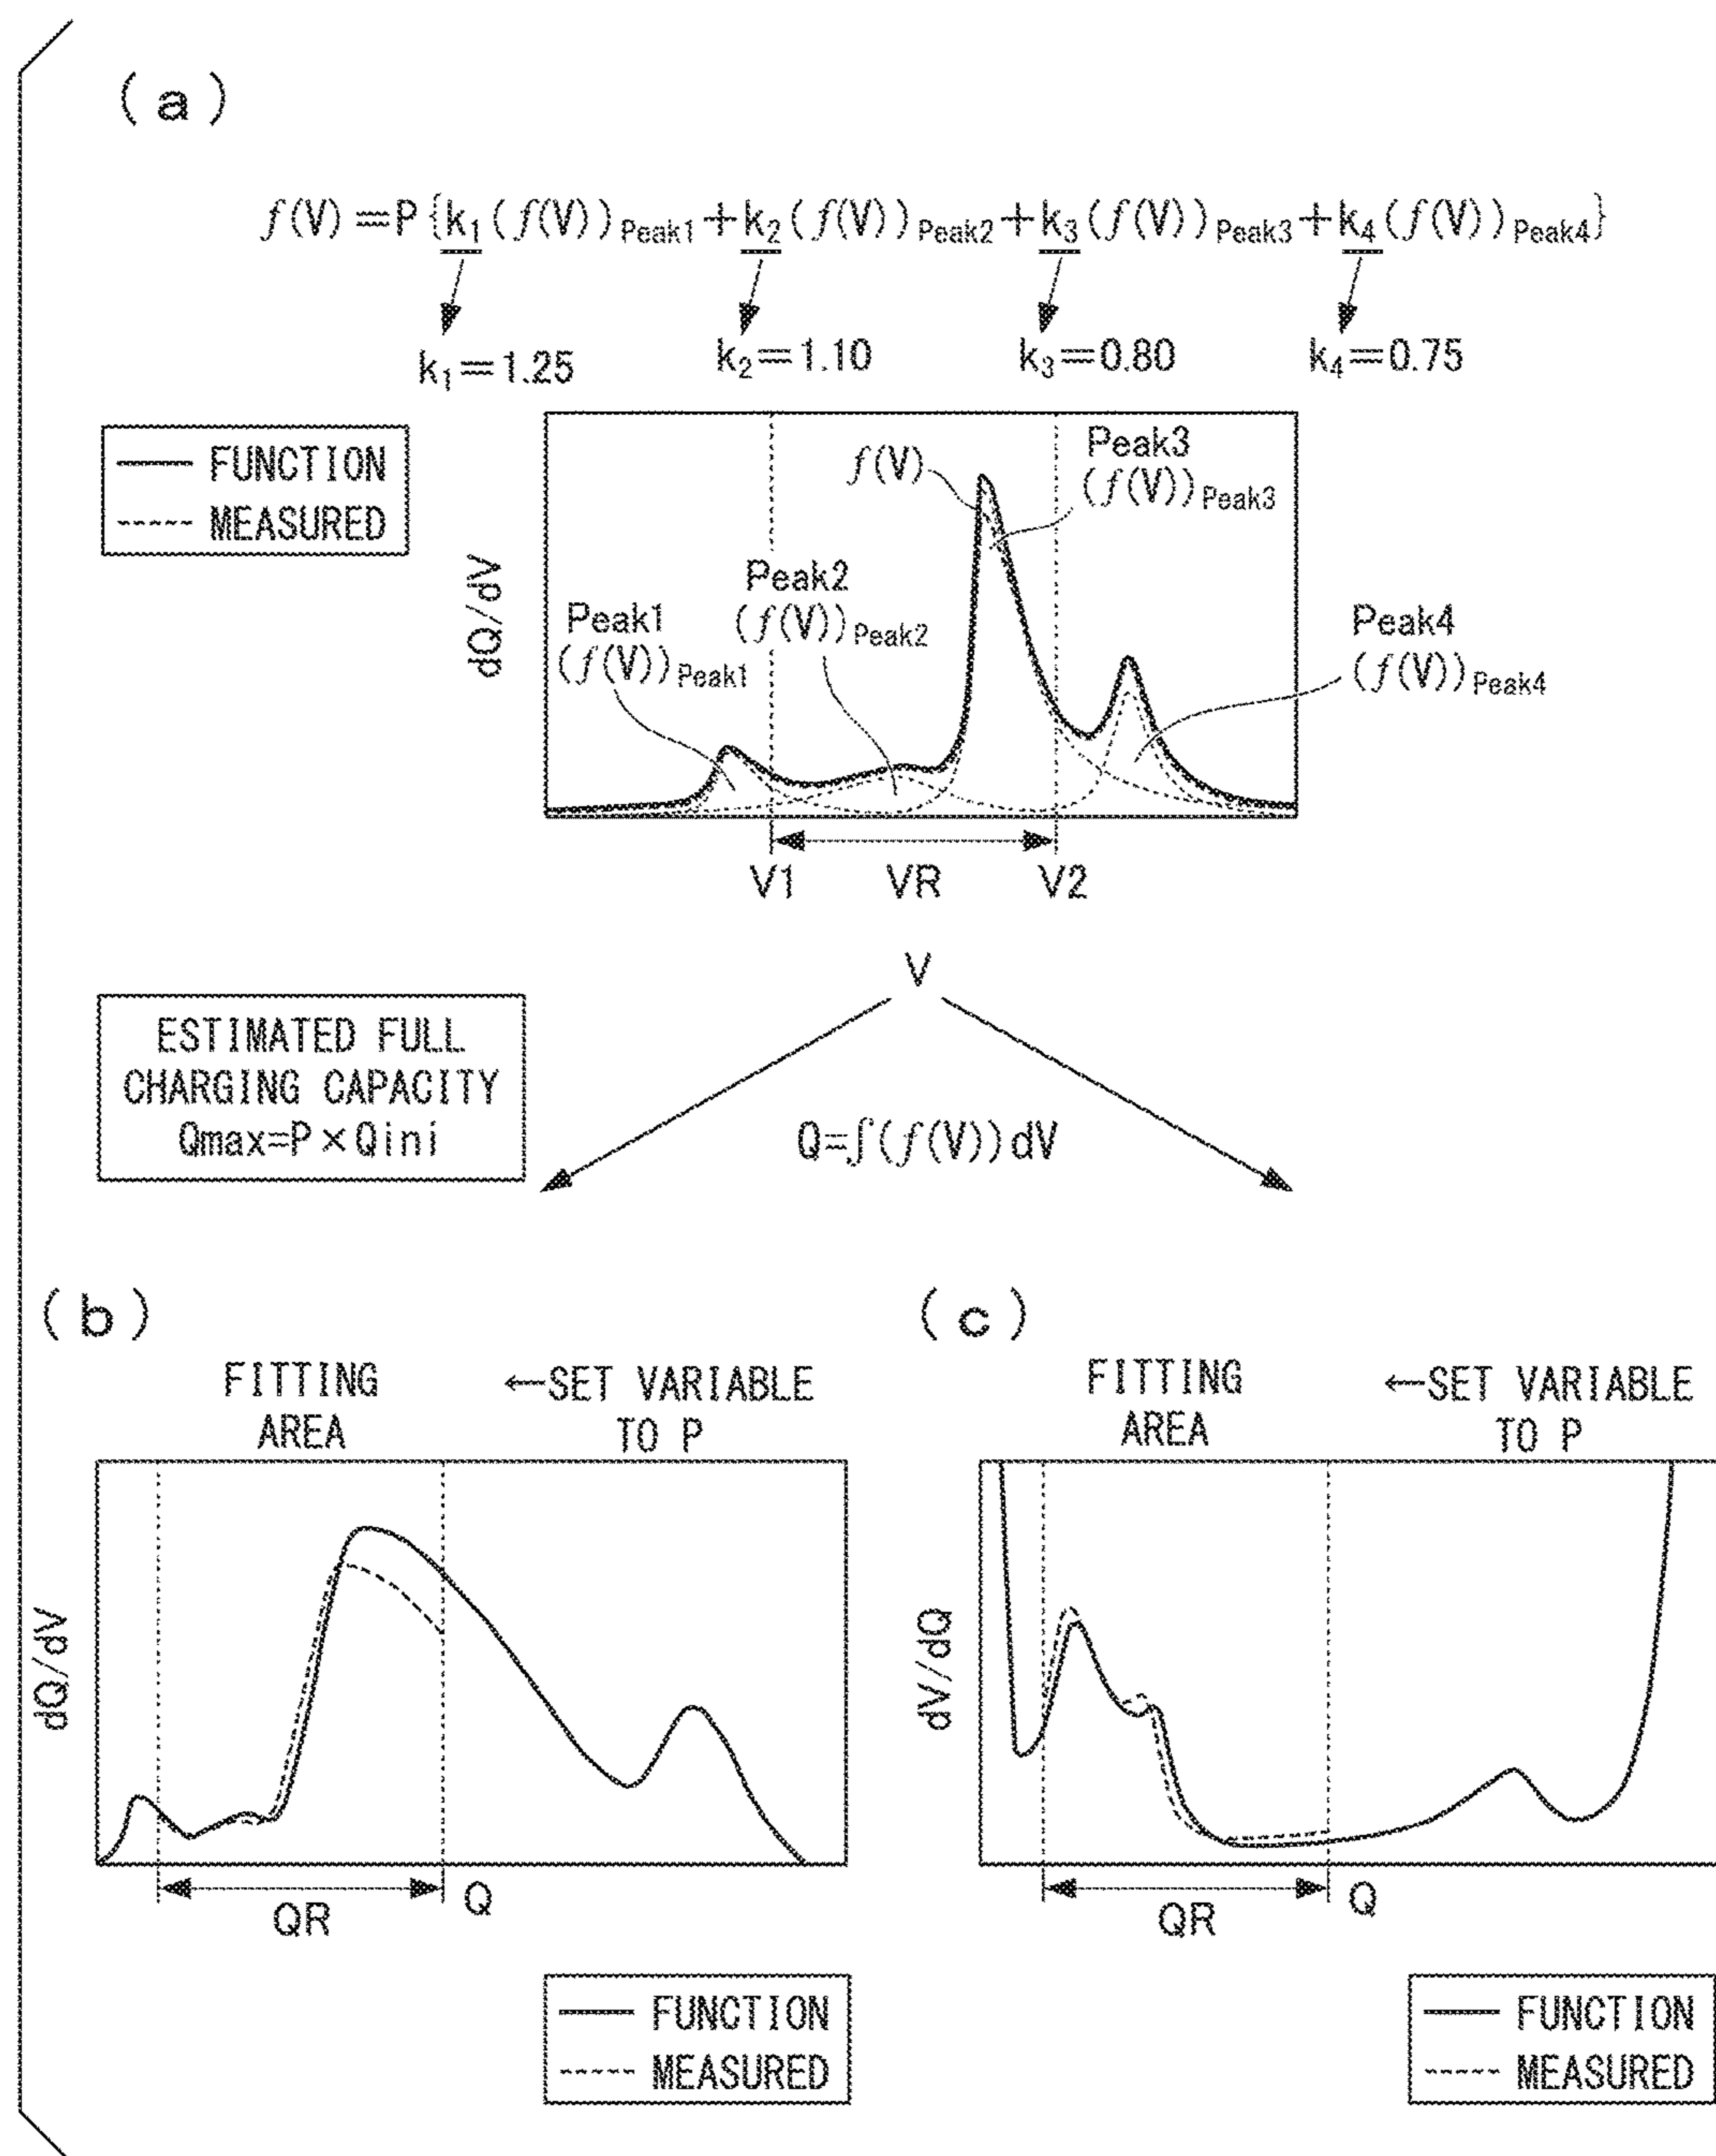 (a)
f(V)=P{k₁(f(V))Peak1+k₂(f(V))Peak2+k₃(f(V))Peak3+k₄(f(V))Peak4}
k₁=1.25 k₂=1.10 k₃=0.80 k₄=0.75
FUNCTION
MEASURED
dQ/dV
f(V)
Peak3
(f(V))Peak3
Peak2
(f(V))Peak2
Peak1
(f(V))Peak1
Peak4
(f(V))Peak4
V1 VR V2
V
ESTIMATED FULL
CHARGING CAPACITY
Qmax=P×Qini
Q=∫(f(V))dV
(b)
FITTING
AREA
←SET VARIABLE
TO P
dQ/dV
QR
Q
FUNCTION
MEASURED
(c)
FITTING
AREA
←SET VARIABLE
TO P
dV/dQ
QR
Q
FUNCTION
MEASURED